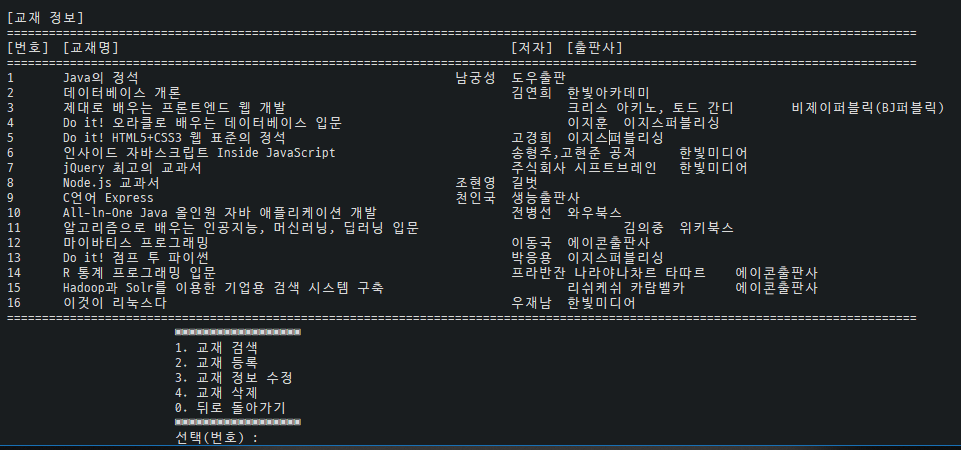 [교재 정보]
==================================================================================================================================
[번호] [교재명] [저자] [출판사]
==================================================================================================================================
1 Java의 정석 남궁성 도우출판
2 데이터베이스 개론 김연희 한빛아카데미
3 제대로 배우는 프론트엔드 웹 개발 크리스 아키노, 토드 간디 비제이퍼블릭(BJ퍼블릭)
4 Do it! 오라클로 배우는 데이터베이스 입문 이지훈 이지스퍼블리싱
5 Do it! HTML5+CSS3 웹 표준의 정석 고경희 이지스퍼블리싱
6 인사이드 자바스크립트 Inside JavaScript 송형주,고현준 공저 한빛미디어
7 jQuery 최고의 교과서 주식회사 시프트브레인 한빛미디어
8 Node.js 교과서 조현영 길벗
9 C언어 Express 천인국 생능출판사
10 All-ln-One Java 올인원 자바 애플리케이션 개발 전병선 와우북스
11 알고리즘으로 배우는 인공지능, 머신러닝, 딥러닝 입문 김의중 위키북스
12 마이바티스 프로그래밍 이동국 에이콘출판사
13 Do it! 점프 투 파이썬 박응용 이지스퍼블리싱
14 R 통계 프로그래밍 입문 프라반잔 나라야나차르 타따르 에이콘출판사
15 Hadoop과 Solr를 이용한 기업용 검색 시스템 구축 리쉬케쉬 카람벨카 에이콘출판사
16 이것이 리눅스다 우재남 한빛미디어
==================================================================================================================================
▣▣▣▣▣▣▣▣▣▣▣▣▣▣▣▣▣▣
1. 교재 검색
2. 교재 등록
3. 교재 정보 수정
4. 교재 삭제
0. 뒤로 돌아가기
▣▣▣▣▣▣▣▣▣▣▣▣▣▣▣▣▣▣
선택(번호) :